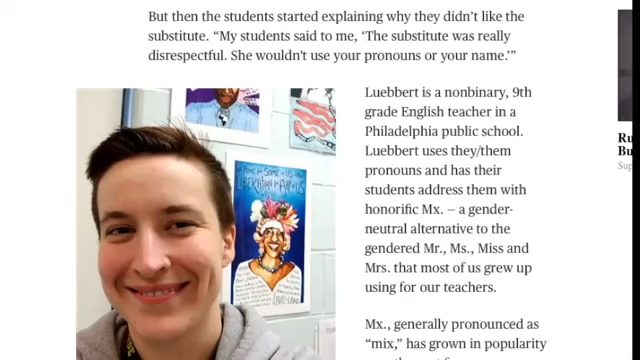 But then the students started explaining why they didn’t like the
substitute. “My students said to me, ‘The substitute was really
disrespectful. She wouldn’t use your pronouns or your name.’”
Luebbert is a nonbinary, 9th
grade English teacher in a
Philadelphia public school.
Luebbert uses they/them
pronouns and has their
students address them with
honorific Mx. – a gender-
neutral alternative to the
gendered Mr., Ms., Miss and
Mrs. that most of us grew up
using for our teachers.
Mx., generally pronounced as
“mix,” has grown in popularity